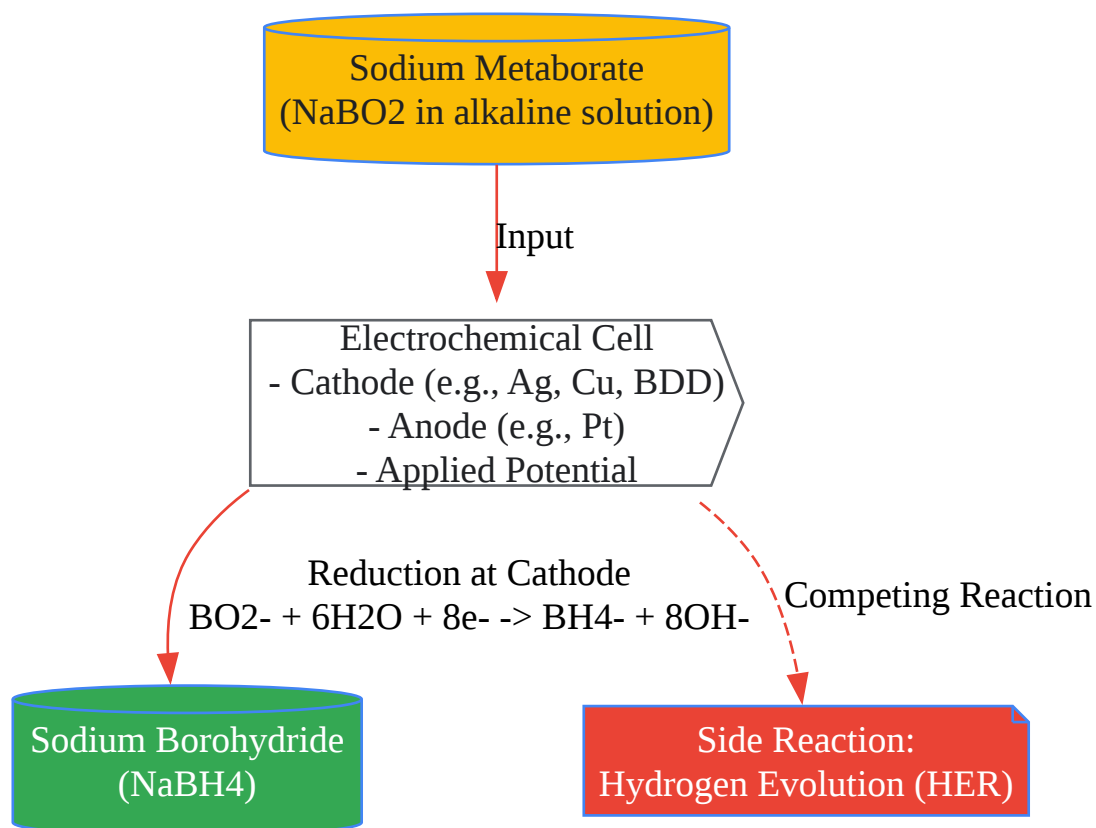 Sodium Metaborate
(NaBO2 in alkaline solution)
Input
Electrochemical Cell
- Cathode (e.g., Ag, Cu, BDD)
- Anode (e.g., Pt)
- Applied Potential
Reduction at Cathode
BO2- + 6H2O + 8e- -> BH4- + 8OH-
Competing Reaction
Sodium Borohydride
(NaBH4)
Side Reaction:
Hydrogen Evolution (HER)